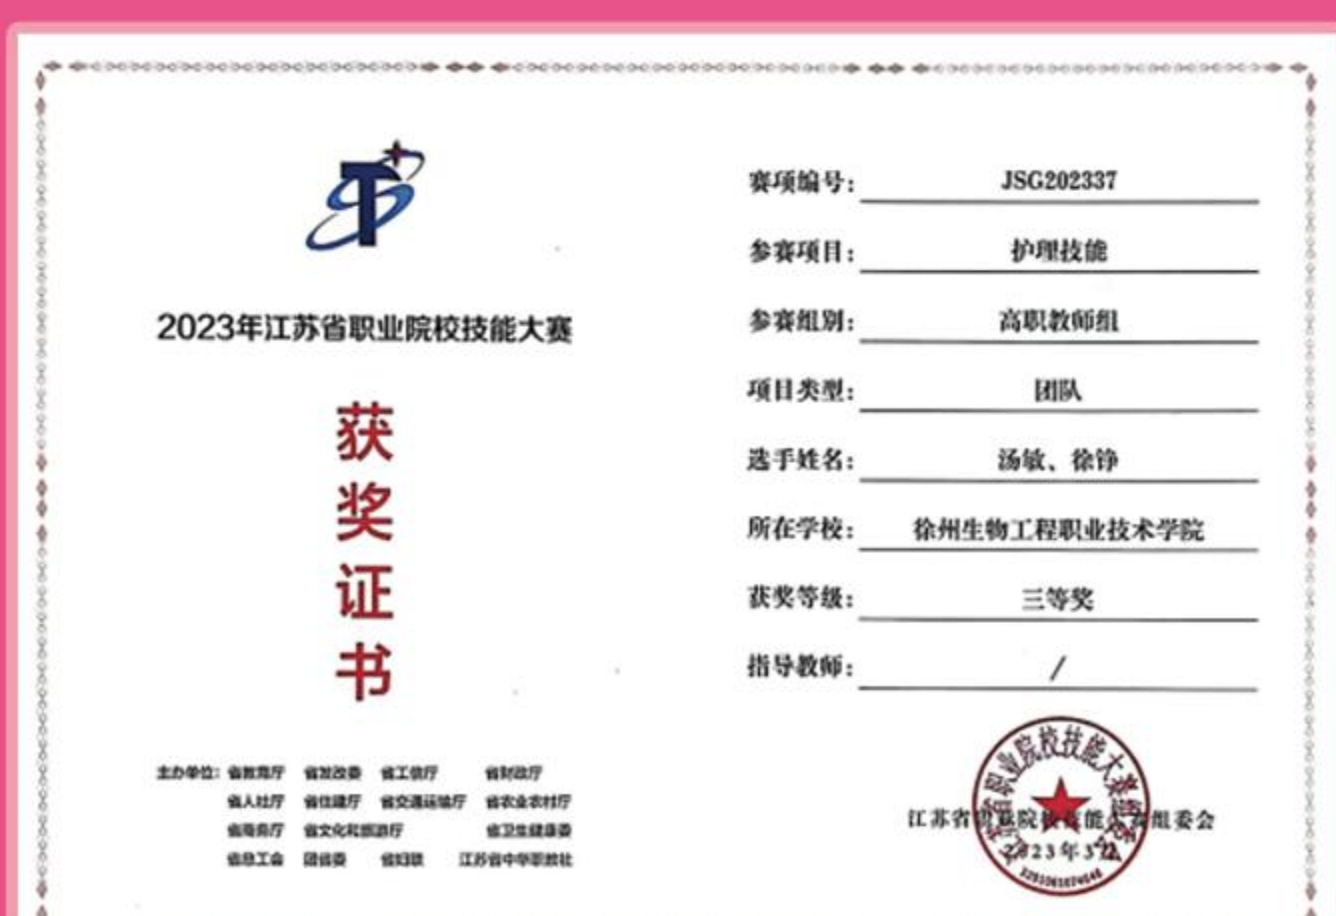 2023年江苏省职业院校技能大赛
获
奖
证
书
主办单位：省教育厅 省发改委 省工信厅 省财政厅
省人社厅 省住建厅 省交通运输厅 省农业农村厅
省商务厅 省文化和旅游厅 省卫生健康委
省总工会 团省委 省妇联 江苏省中华职教社
赛项编号：JSG202337
参赛项目：护理技能
参赛组别：高职教师组
项目类型：团队
选手姓名：汤敏、徐铮
所在学校：徐州生物工程职业技术学院
获奖等级：三等奖
指导教师：/
江苏省职业院校技能大赛组委会
2023年3月